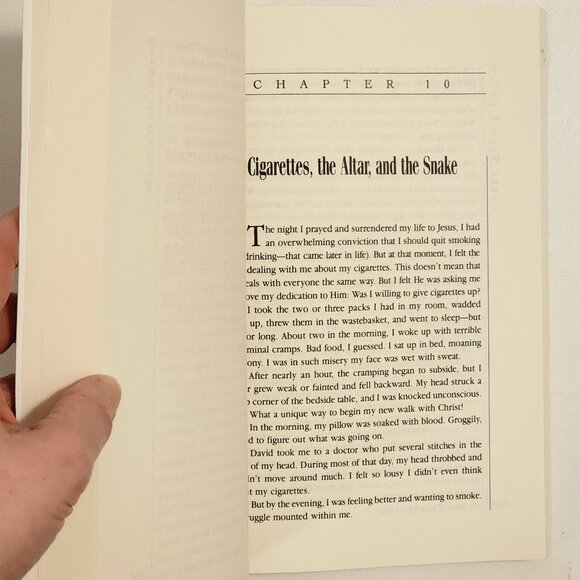 CHAPTER 10
Cigarettes, the Altar, and the Snake
The night I prayed and surrendered my life to Jesus, I had
an overwhelming conviction that I should quit smoking
drinking—that came later in life). But at that moment, I felt the
dealing with me about my cigarettes. This doesn't mean that
eals with everyone the same way. But I felt He was asking me
ove my dedication to Him: Was I willing to give cigarettes up?
I took the two or three packs I had in my room, wadded
up, threw them in the wastebasket, and went to sleep—but
or long. About two in the morning, I woke up with terrible
minal cramps. Bad food, I guessed. I sat up in bed, moaning
ony. I was in such misery my face was wet with sweat.
After nearly an hour, the cramping began to subside, but I
r grew weak or fainted and fell backward. My head struck a
corner of the bedside table, and I was knocked unconscious.
What a unique way to begin my new walk with Christ!
In the morning, my pillow was soaked with blood. Groggily,
d to figure out what was going on.
David took me to a doctor who put several stitches in the
of my head. During most of that day, my head throbbed and
n't move around much. I felt so lousy I didn't even think
t my cigarettes.
But by the evening, I was feeling better and wanting to smoke.
uggle mounted within me.